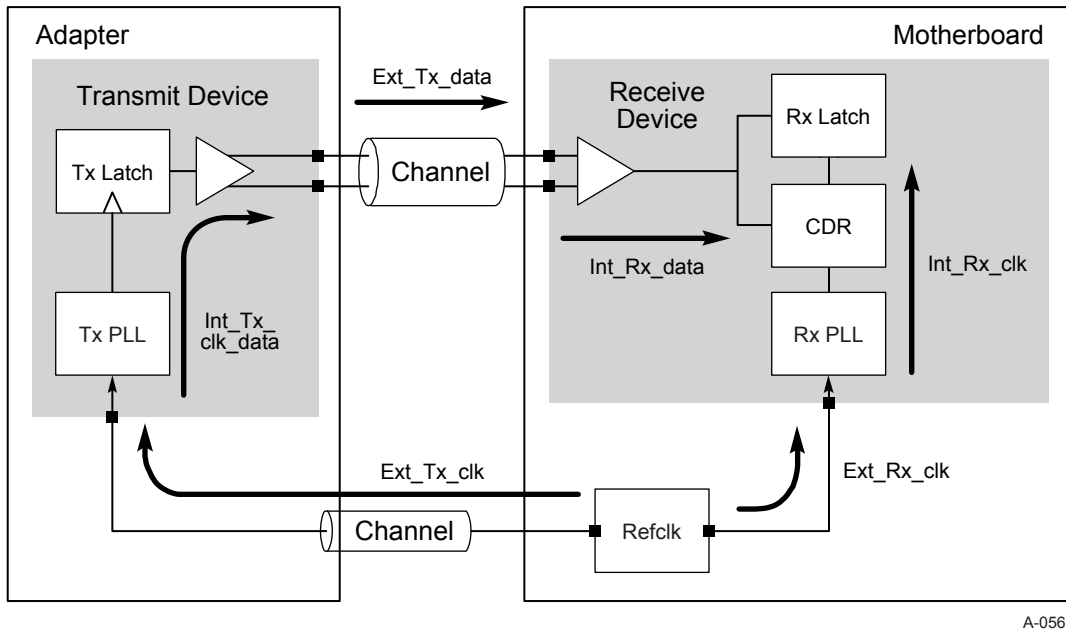 Adapter
Motherboard
Transmit Device
Ext_Tx_data
Receive
Device
Rx Latch
Tx Latch
Channel
CDR
Int_Rx_data
Int_Rx_clk
Tx PLL
Int_Tx_
clk_data
Rx PLL
Ext_Tx_clk
Ext_Rx_clk
Channel
Refclk
A-056